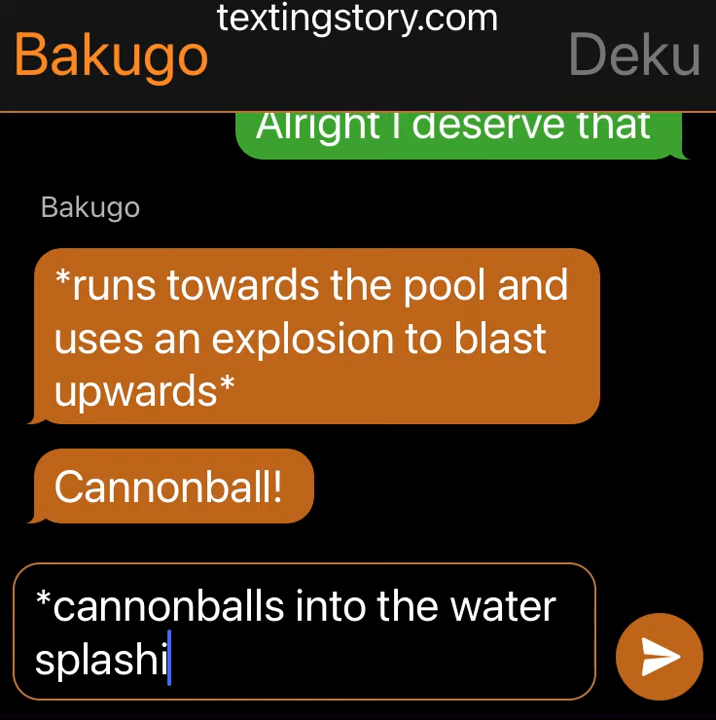 textingstory.com
Bakugo
Deku
Alright I deserve that
Bakugo
*runs towards the pool and
uses an explosion to blast
upwards*
Cannonball!
*cannonballs into the water
splashi